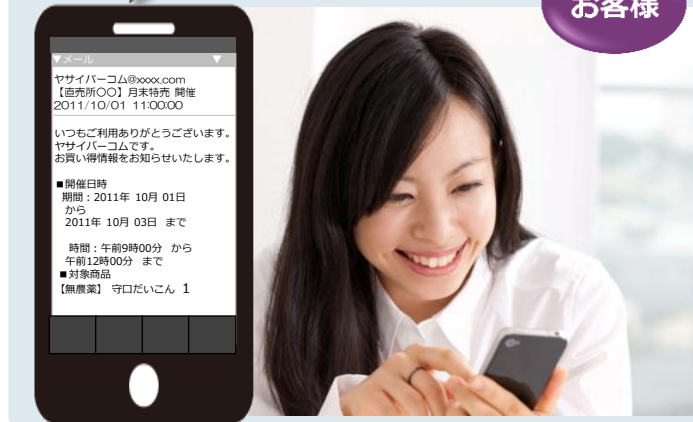 お客様
▼メール ▼
ヤサイバーコム@xxxx.com
【直売所〇〇】月末特売 開催
2011/10/01 11:00:00
いつもご利用ありがとうございます。
ヤサイバーコムです。
お買い得情報をお知らせいたします。
■開催日時
期間：2011年 10月 01日
から
2011年 10月 03日 まで
時間：午前9時00分 から
午前12時00分 まで
■対象商品
【無農薬】 守口だいこん 1